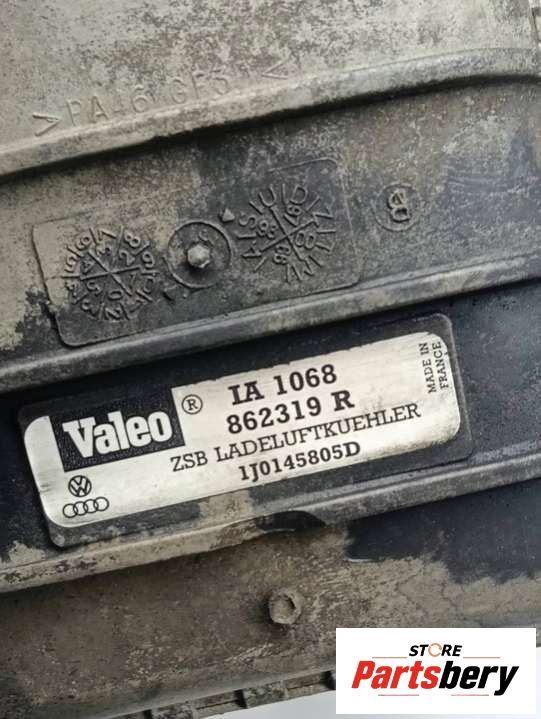 >PA46 GF3
Valeo ®
IA 1068
862319 R
ZSB LADELUFTKUEHLER
1J0145805D
MADE IN
FRANCE
STORE
Partsbery